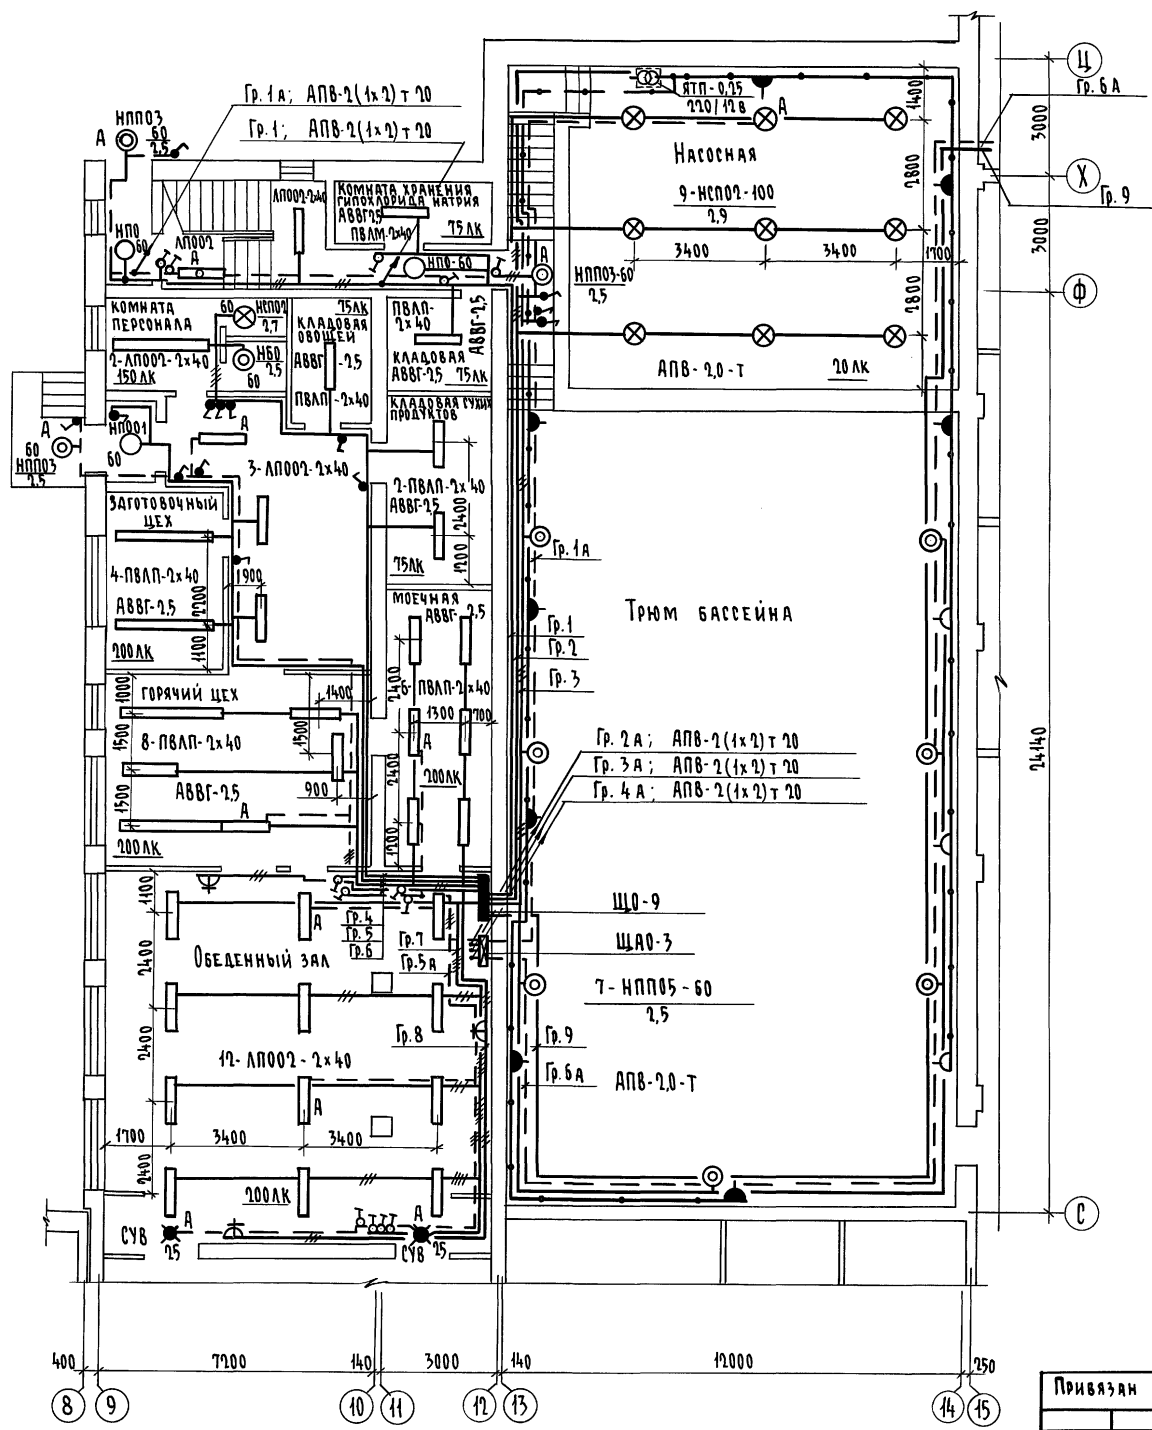 Гр.1А; АПВ-2(1х2)т20
Гр.1; АПВ-2(1х2)т20
НПП03
А 60
2,5
ЯТП-0,25
220/12В
А
1400
Ц
Гр.6А
3000
Насосная
9-НСП02-100
2,9
2800
Х
Гр.9
3000
3400
3400
1700
Ф
2800
НПП03-60
2,5
А
АПВ-2,0-Т
20ЛК
ЛП002-2х40
Комната хранения
гипохлорида натрия
АВВГ-2,5
ПВЛМ-2х40
75ЛК
НПО
60
ЛП002
А
НПО-60
Комната
персонала
60
НСП02
2,7
2-ЛП002-2х40
150ЛК
НБО
2,5
60
75ЛК
Кладовая
овощей
АВВГ-2,5
ПВЛП-2х40
ПВЛП-
2х40
АВВГ-2,5
Кладовая
АВВГ-2,5 75ЛК
Кладовая сухих
продуктов
А
60
НПП03
2,5
НП001
60
А
3-ЛП002-2х40
2-ПВЛП-2х40
АВВГ-2,5
2400
1200
75ЛК
Заготовочный
цех
4-ПВЛП-2х40
АВВГ-2,5
200ЛК
900
2200
1100
Моечная
АВВГ-2,5
2400
6-ПВЛП-2х40
1300
700
А
200ЛК
2400
1200
Гр.1А
Трюм бассейна
Гр.1
Гр.2
Гр.3
Горячий цех
1000
1400
1500
8-ПВЛП-2х40
1500
АВВГ-2,5
900
1500
А
200ЛК
Гр.2А; АПВ-2(1х2)т20
Гр.3А; АПВ-2(1х2)т20
Гр.4А; АПВ-2(1х2)т20
24140
ЩО-9
ЩАО-3
7-НПП05-60
2,5
Гр.9
Гр.6А
АПВ-2,0-Т
1100
А
Гр.4
Гр.5
Гр.6
Гр.7
Гр.5А
Обеденный зал
2400
Гр.8
2400
12-ЛП002-2х40
А
1700
3400
3400
2400
200ЛК
СУВ
А
25
А
СУВ
25
С
400
7200
140
3000
140
12000
250
8
9
10
11
12
13
14
15
Привязан